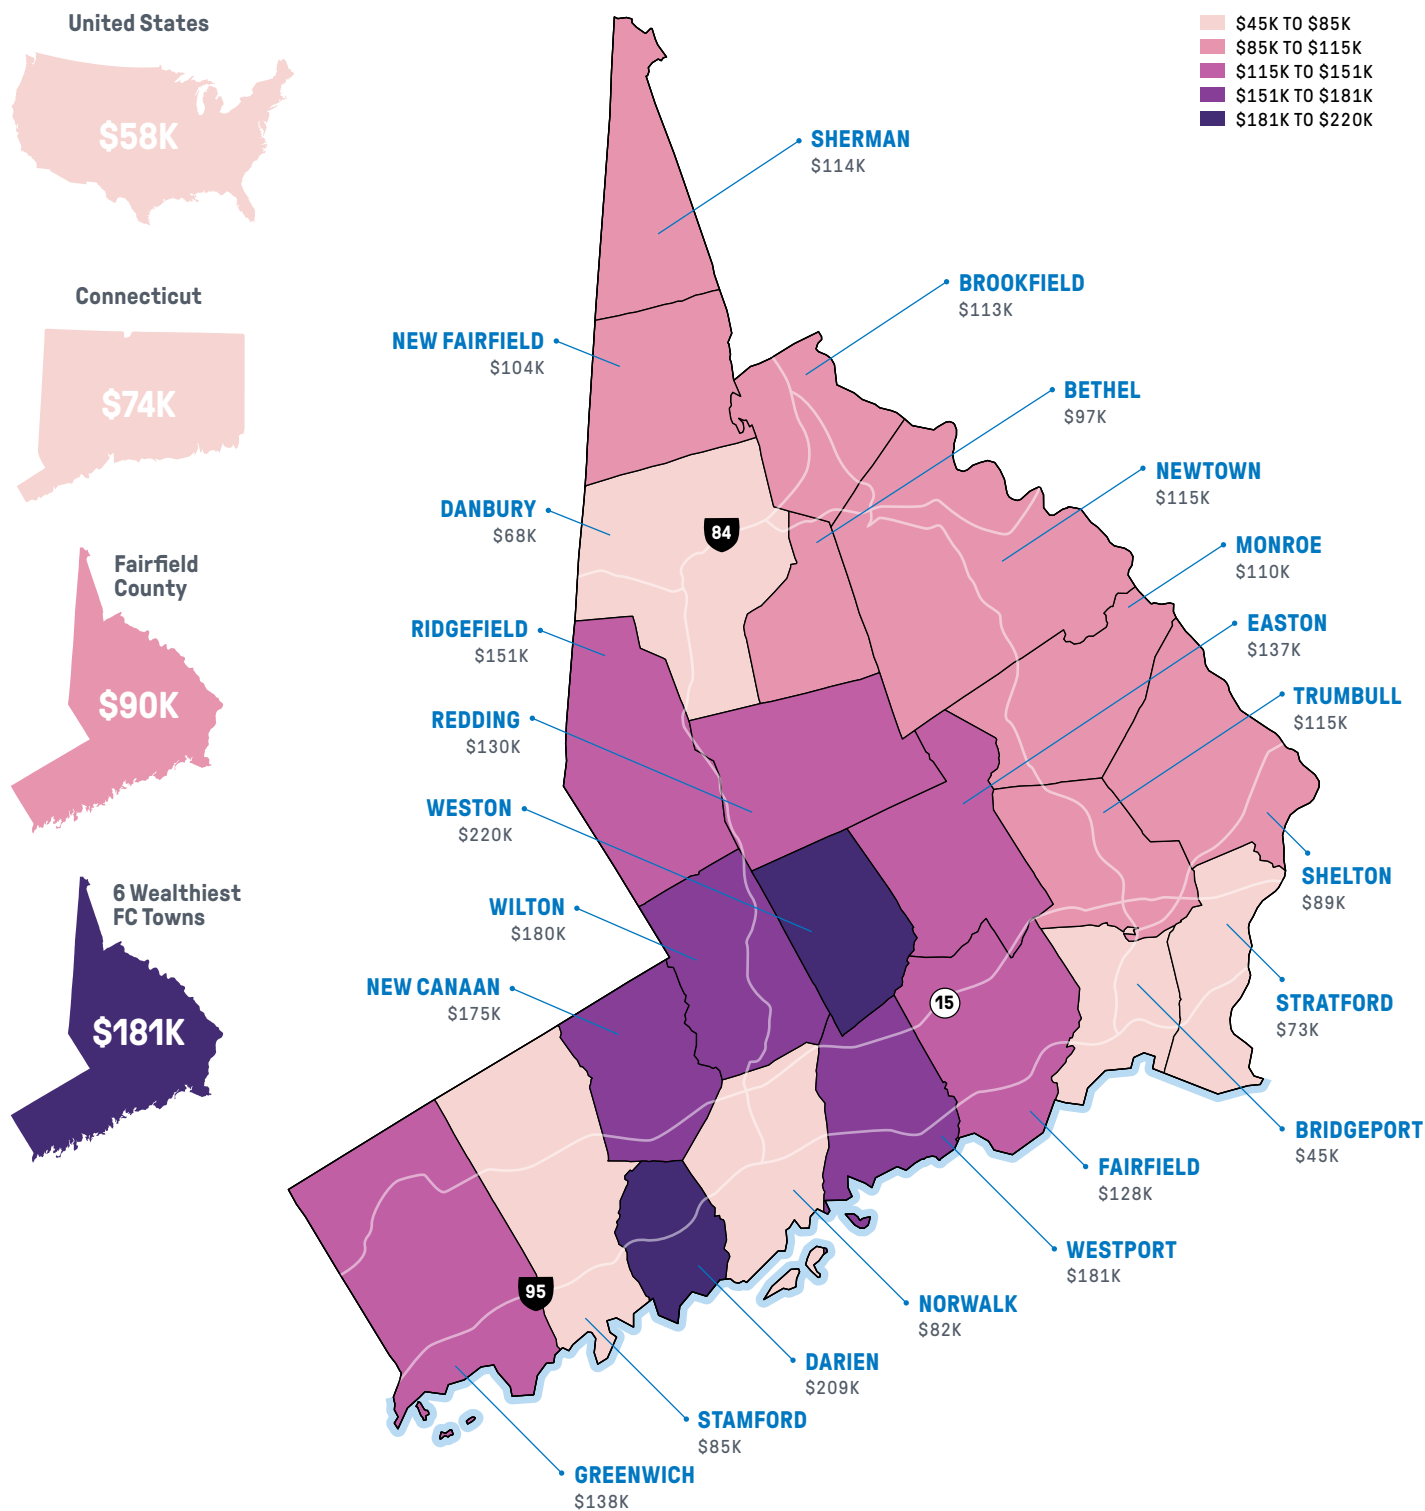 United States
$58K
Connecticut
$74K
Fairfield
County
$90K
6 Wealthiest
FC Towns
$181K
$45K TO $85K
$85K TO $115K
$115K TO $151K
$151K TO $181K
$181K TO $220K
SHERMAN
$114K
BROOKFIELD
$113K
NEW FAIRFIELD
$104K
BETHEL
$97K
NEWTOWN
$115K
DANBURY
$68K
84
MONROE
$110K
RIDGEFIELD
$151K
EASTON
$137K
REDDING
$130K
TRUMBULL
$115K
WESTON
$220K
SHELTON
$89K
WILTON
$180K
NEW CANAAN
$175K
15
STRATFORD
$73K
BRIDGEPORT
$45K
FAIRFIELD
$128K
WESTPORT
$181K
95
NORWALK
$82K
DARIEN
$209K
STAMFORD
$85K
GREENWICH
$138K